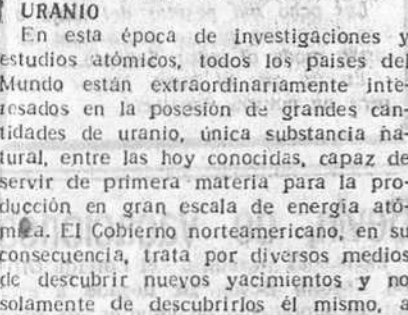 URANIO
En esta época de investigaciones y
estudios atómicos, todos los paises del
Mundo están extraordinariamente inte-
resados en la posesión de grandes can-
tidades de uranio, única substancia na-
tural, entre las hoy conocidas, capaz de
servir de primera materia para la pro-
ducción en gran escala de energía ató-
mica. El Gobierno norteamericano, en su
consecuencia, trata por diversos medios
de descubrir nuevos yacimientos y no
solamente de descubrirlos él mismo, a